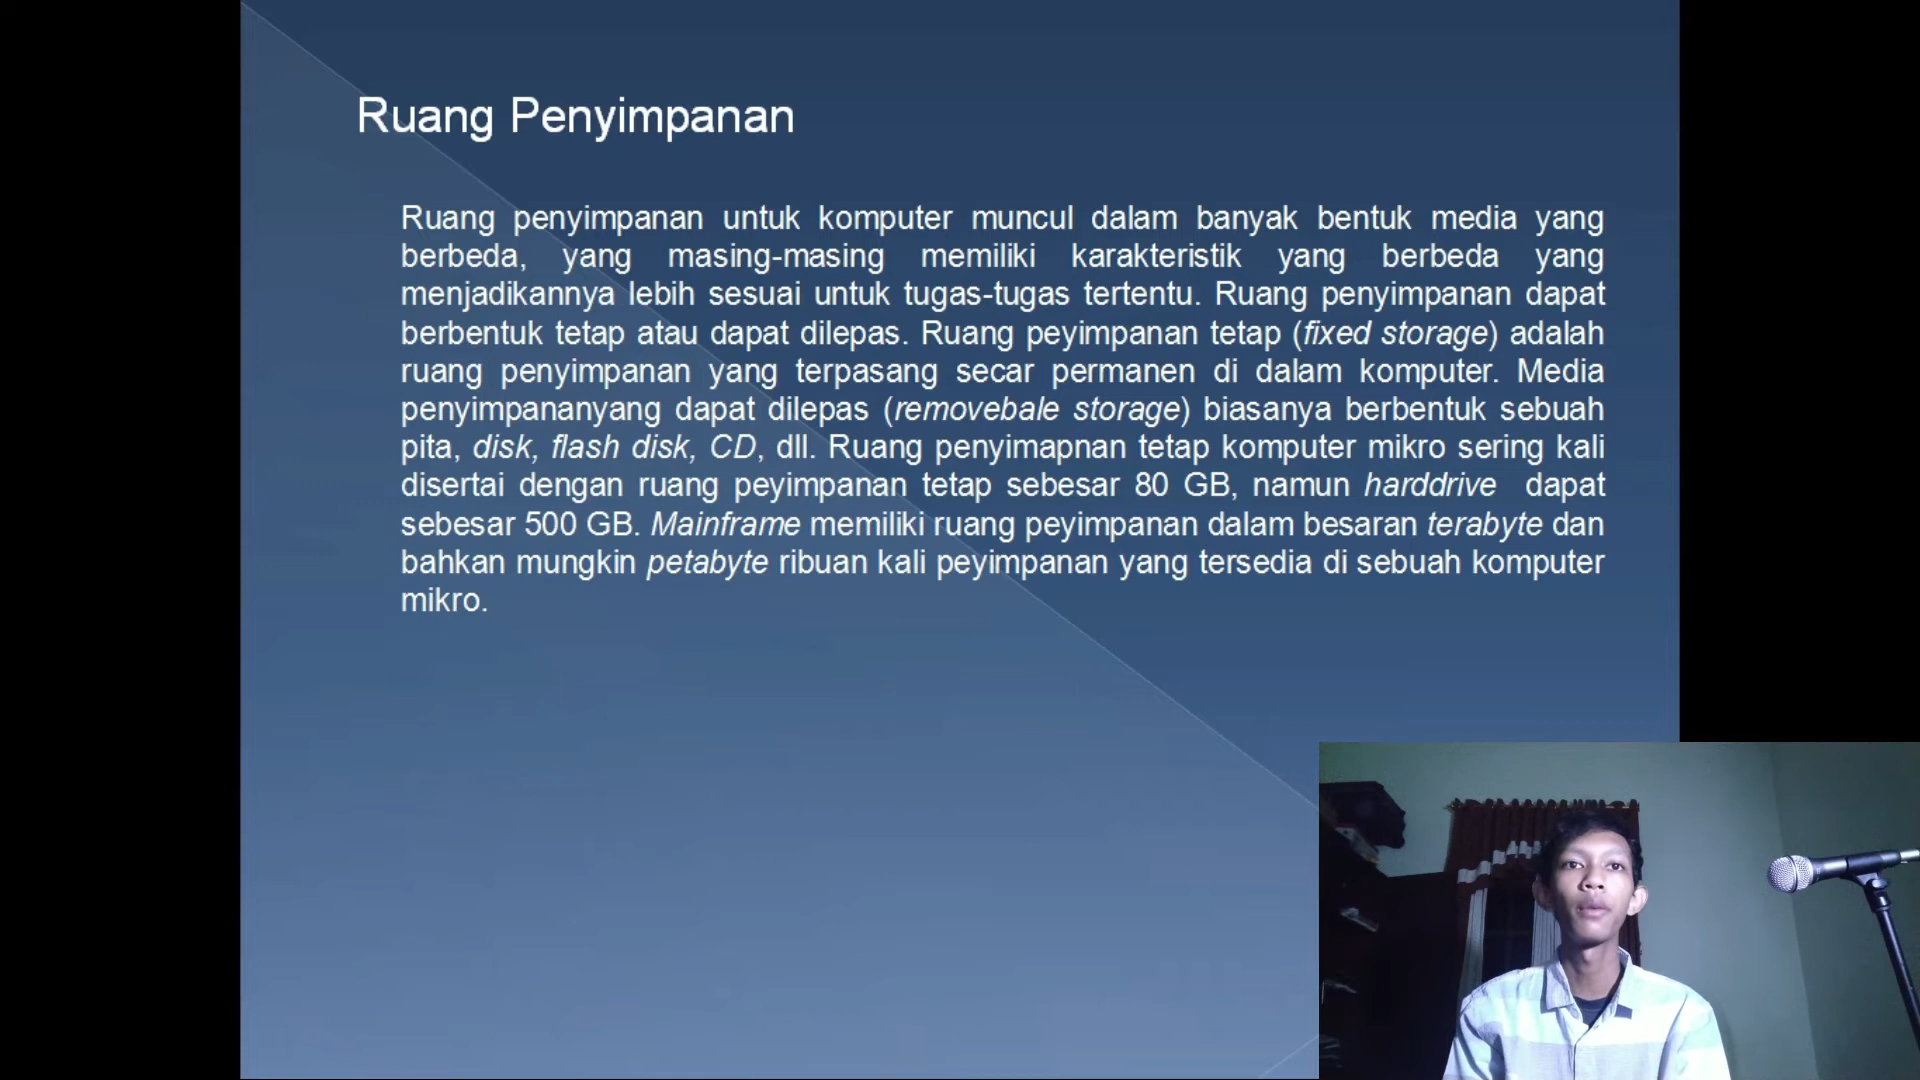 Ruang Penyimpanan
Ruang penyimpanan untuk komputer muncul dalam banyak bentuk media yang
berbeda, yang masing-masing memiliki karakteristik yang berbeda yang
menjadikannya lebih sesuai untuk tugas-tugas tertentu. Ruang penyimpanan dapat
berbentuk tetap atau dapat dilepas. Ruang peyimpanan tetap (fixed storage) adalah
ruang penyimpanan yang terpasang secar permanen di dalam komputer. Media
penyimpananyang dapat dilepas (removebale storage) biasanya berbentuk sebuah
pita, disk, flash disk, CD, dll. Ruang penyimapnan tetap komputer mikro sering kali
disertai dengan ruang peyimpanan tetap sebesar 80 GB, namun harddrive dapat
sebesar 500 GB. Mainframe memiliki ruang peyimpanan dalam besaran terabyte dan
bahkan mungkin petabyte ribuan kali peyimpanan yang tersedia di sebuah komputer
mikro.